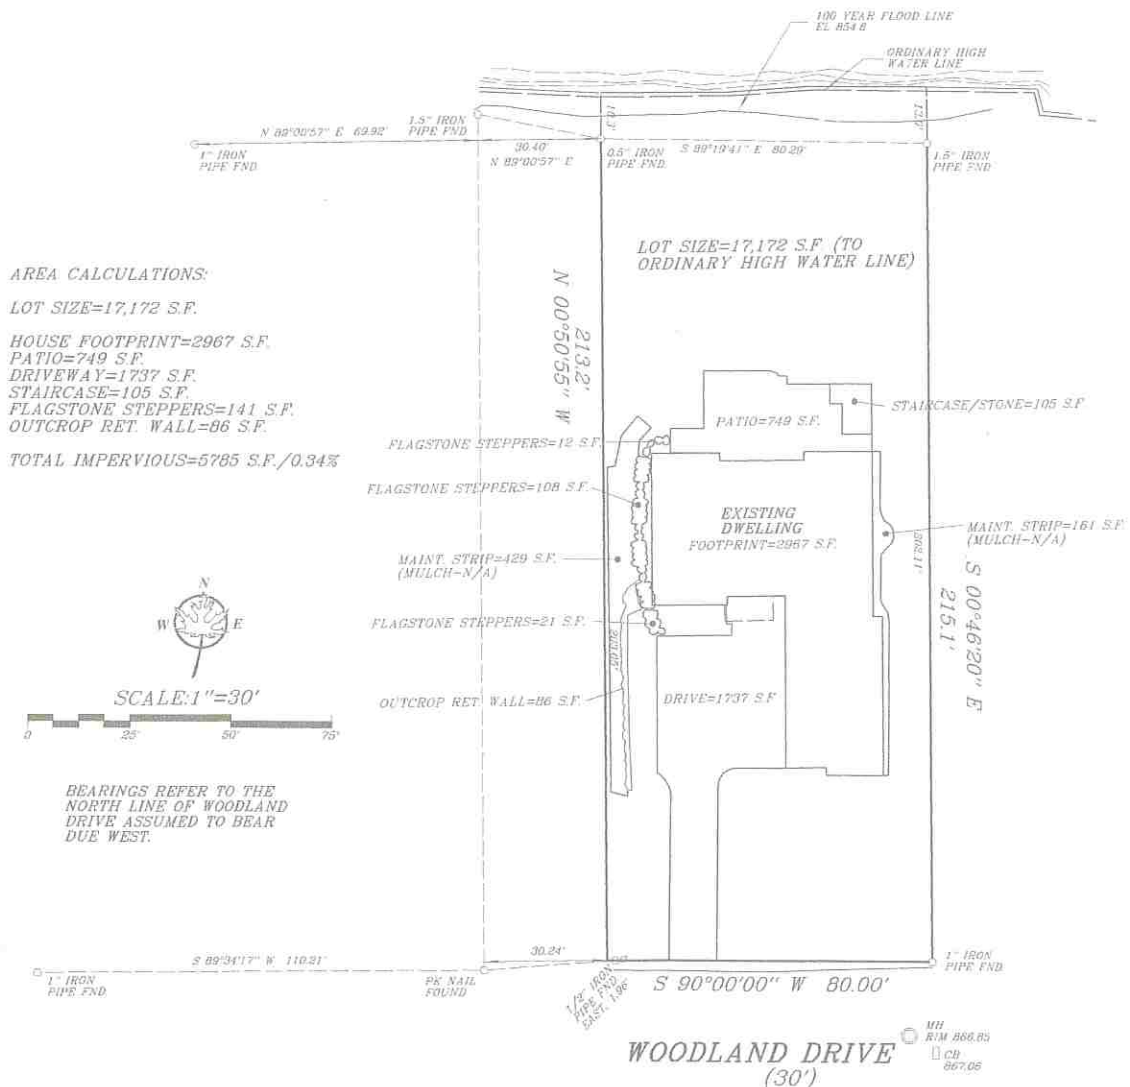 100 YEAR FLOOD LINE
EL 854.8
ORDINARY HIGH
WATER LINE
N 89°00'57" E 69.92'
1.5" IRON
PIPE FND
1" IRON
PIPE FND.
30.40'
N 89°00'57" E
10.3'
0.5" IRON
PIPE FND.
S 89°19'41" E 80.29'
1.5" IRON
PIPE FND
LOT SIZE=17,172 S.F. (TO
ORDINARY HIGH WATER LINE)
AREA CALCULATIONS:
LOT SIZE=17,172 S.F.
HOUSE FOOTPRINT=2967 S.F.
PATIO=749 S.F.
DRIVEWAY=1737 S.F.
STAIRCASE=105 S.F.
FLAGSTONE STEPPERS=141 S.F.
OUTCROP RET. WALL=86 S.F.
TOTAL IMPERVIOUS=5785 S.F./0.34%
N 00°50'55" W
213.2'
PATIO=749 S.F.
STAIRCASE/STONE=105 S.F
FLAGSTONE STEPPERS=12 S.F.
FLAGSTONE STEPPERS=108 S.F.
EXISTING
DWELLING
FOOTPRINT=2967 S.F.
MAINT. STRIP=161 S.F.
(MULCH-N/A)
MAINT. STRIP=429 S.F.
(MULCH-N/A)
FLAGSTONE STEPPERS=21 S.F.
203.05'
203.11'
S 00°46'20" E
215.1'
OUTCROP RET. WALL=86 S.F.
DRIVE=1737 S.F
N
W
E
SCALE:1"=30'
0
25'
50'
75'
BEARINGS REFER TO THE
NORTH LINE OF WOODLAND
DRIVE ASSUMED TO BEAR
DUE WEST.
S 89°34'17" W 110.21'
1" IRON
PIPE FND
30.24'
PK NAIL
FOUND
1/2" IRON
PIPE FND
EAST. 1.96'
S 90°00'00" W 80.00'
1" IRON
PIPE FND.
WOODLAND DRIVE
(30')
MH
RIM 866.85
CB
867.06